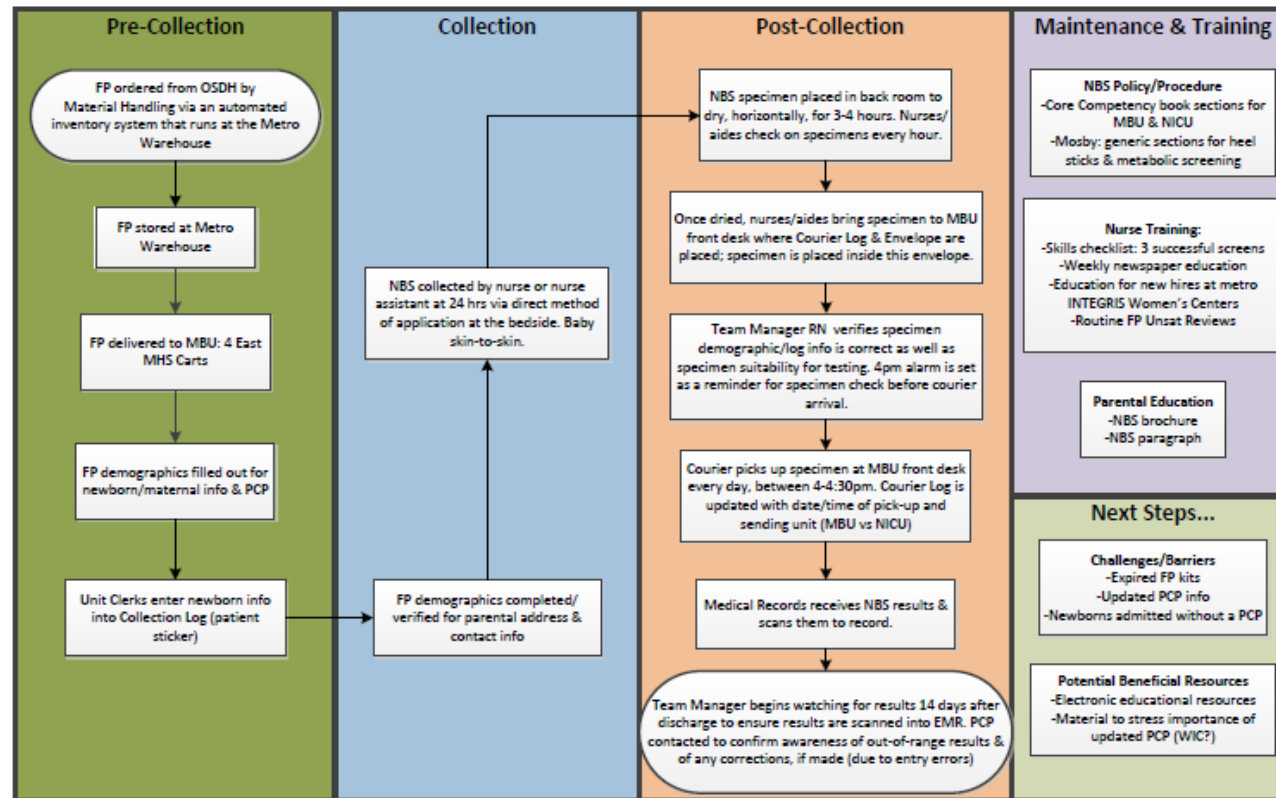 Pre-Collection
FP ordered from OSDH by
Material Handling via an automated
inventory system that runs at the Metro
Warehouse
FP stored at Metro
Warehouse
FP delivered to MBU: 4 East
MHS Carts
FP demographics filled out for
newborn/maternal info & PCP
Unit Clerks enter newborn info
into Collection Log (patient
sticker)
Collection
NBS collected by nurse or nurse
assistant at 24 hrs via direct method
of application at the bedside. Baby
skin-to-skin.
FP demographics completed/
verified for parental address &
contact info
Post-Collection
NBS specimen placed in back room to
dry, horizontally, for 3-4 hours. Nurses/
aides check on specimens every hour.
Once dried, nurses/aides bring specimen to MBU
front desk where Courier Log & Envelope are
placed; specimen is placed inside this envelope.
Team Manager RN verifies specimen
demographic/log info is correct as well as
specimen suitability for testing. 4pm alarm is set
as a reminder for specimen check before courier
arrival.
Courier picks up specimen at MBU front desk
every day, between 4-4:30pm. Courier Log is
updated with date/time of pick-up and
sending unit (MBU vs NICU)
Medical Records receives NBS results &
scans them to record.
Team Manager begins watching for results 14 days after
discharge to ensure results are scanned into EMR. PCP
contacted to confirm awareness of out-of-range results &
of any corrections, if made (due to entry errors)
Maintenance & Training
NBS Policy/Procedure
-Core Competency book sections for
MBU & NICU
-Mosby: generic sections for heel
sticks & metabolic screening
Nurse Training:
-Skills checklist: 3 successful screens
-Weekly newspaper education
-Education for new hires at metro
INTEGRIS Women's Centers
-Routine FP Unsat Reviews
Parental Education
-NBS brochure
-NBS paragraph
Next Steps...
Challenges/Barriers
-Expired FP kits
-Updated PCP info
-Newborns admitted without a PCP
Potential Beneficial Resources
-Electronic educational resources
-Material to stress importance of
updated PCP (WIC?)